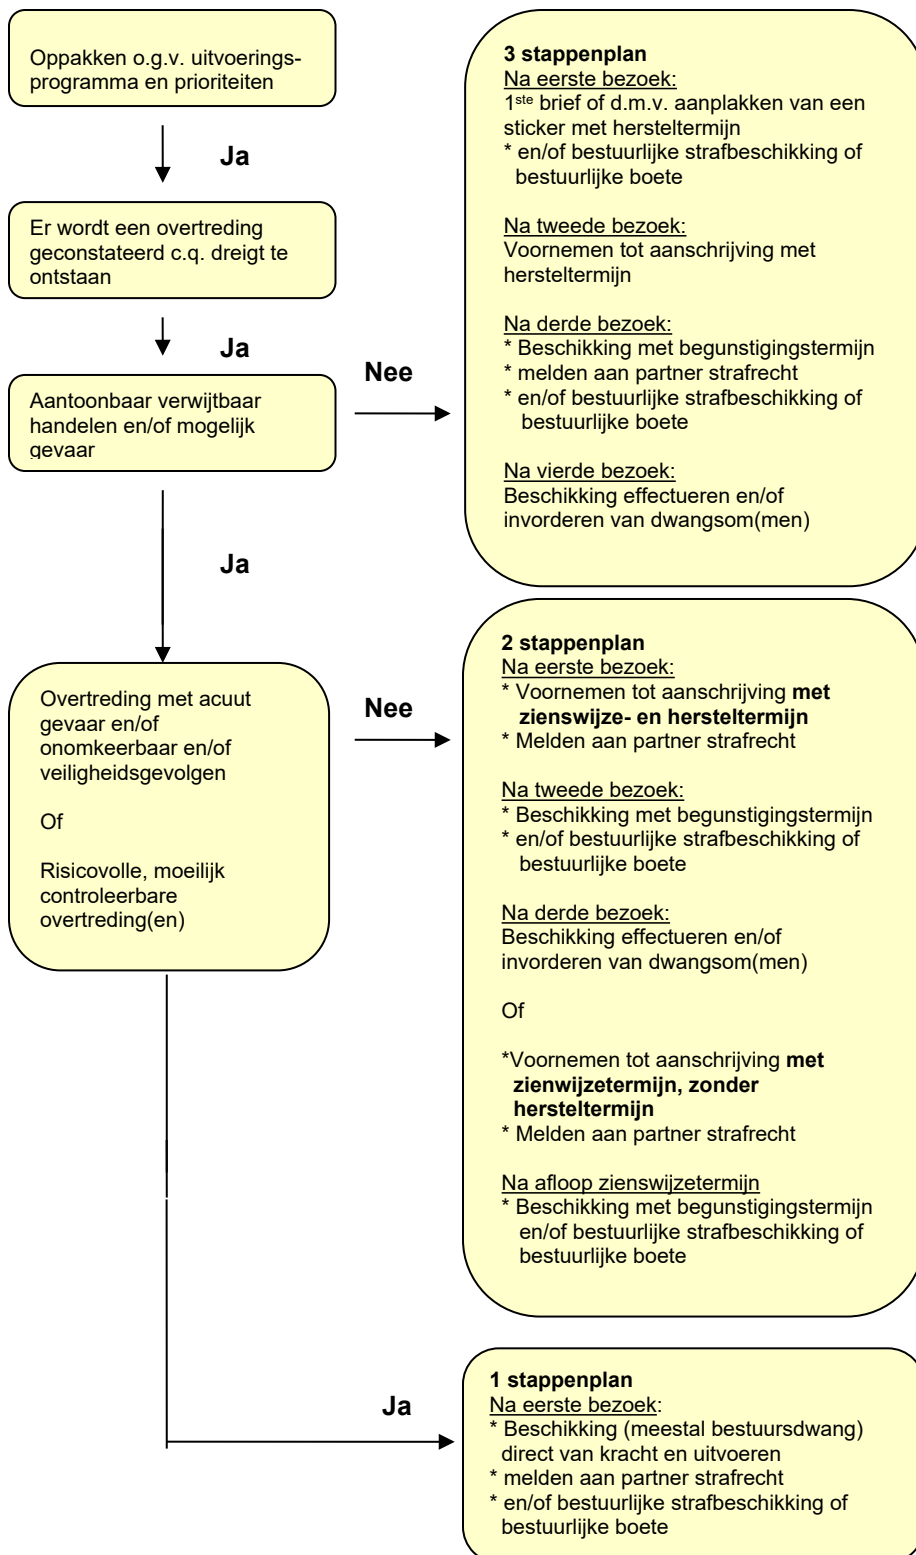 Oppakken o.g.v. uitvoerings-
programma en prioriteiten
Ja
Er wordt een overtreding
geconstateerd c.q. dreigt te
ontstaan
Ja
Aantoonbaar verwijtbaar
handelen en/of mogelijk
gevaar
Nee
3 stappenplan
Na eerste bezoek:
1ste brief of d.m.v. aanplakken van een
sticker met hersteltermijn
* en/of bestuurlijke strafbeschikking of
bestuurlijke boete
Na tweede bezoek:
Voornemen tot aanschrijving met
hersteltermijn
Na derde bezoek:
* Beschikking met begunstigingstermijn
* melden aan partner strafrecht
* en/of bestuurlijke strafbeschikking of
bestuurlijke boete
Na vierde bezoek:
Beschikking effectueren en/of
invorderen van dwangsom(men)
Ja
Overtreding met acuut
gevaar en/of
onomkeerbaar en/of
veiligheidsgevolgen
Of
Risicovolle, moeilijk
controleerbare
overtreding(en)
Nee
2 stappenplan
Na eerste bezoek:
* Voornemen tot aanschrijving met
zienswijze- en hersteltermijn
* Melden aan partner strafrecht
Na tweede bezoek:
* Beschikking met begunstigingstermijn
* en/of bestuurlijke strafbeschikking of
bestuurlijke boete
Na derde bezoek:
Beschikking effectueren en/of
invorderen van dwangsom(men)
Of
*Voornemen tot aanschrijving met
zienwijzetermijn, zonder
hersteltermijn
* Melden aan partner strafrecht
Na afloop zienswijzetermijn
* Beschikking met begunstigingstermijn
en/of bestuurlijke strafbeschikking of
bestuurlijke boete
Ja
1 stappenplan
Na eerste bezoek:
* Beschikking (meestal bestuursdwang)
direct van kracht en uitvoeren
* melden aan partner strafrecht
* en/of bestuurlijke strafbeschikking of
bestuurlijke boete